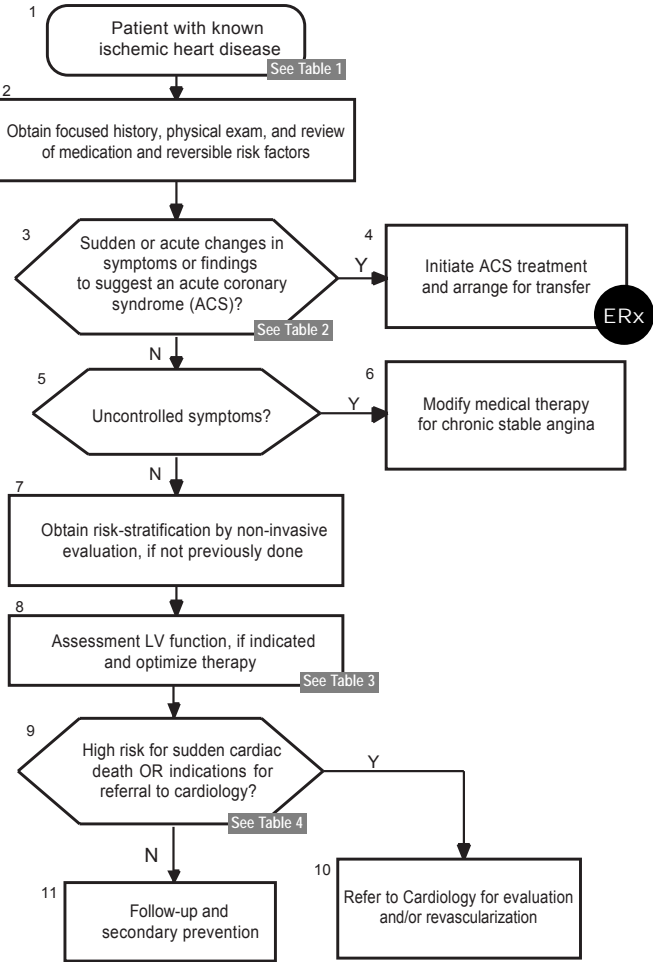 1
Patient with known
ischemic heart disease
See Table 1
2
Obtain focused history, physical exam, and review
of medication and reversible risk factors
3
Sudden or acute changes in
symptoms or findings
to suggest an acute coronary
syndrome (ACS)?
See Table 2
Y
4
Initiate ACS treatment
and arrange for transfer
ERx
N
5
Uncontrolled symptoms?
Y
6
Modify medical therapy
for chronic stable angina
N
7
Obtain risk-stratification by non-invasive
evaluation, if not previously done
8
Assessment LV function, if indicated
and optimize therapy
See Table 3
9
High risk for sudden cardiac
death OR indications for
referral to cardiology?
See Table 4
Y
N
10
Refer to Cardiology for evaluation
and/or revascularization
11
Follow-up and
secondary prevention